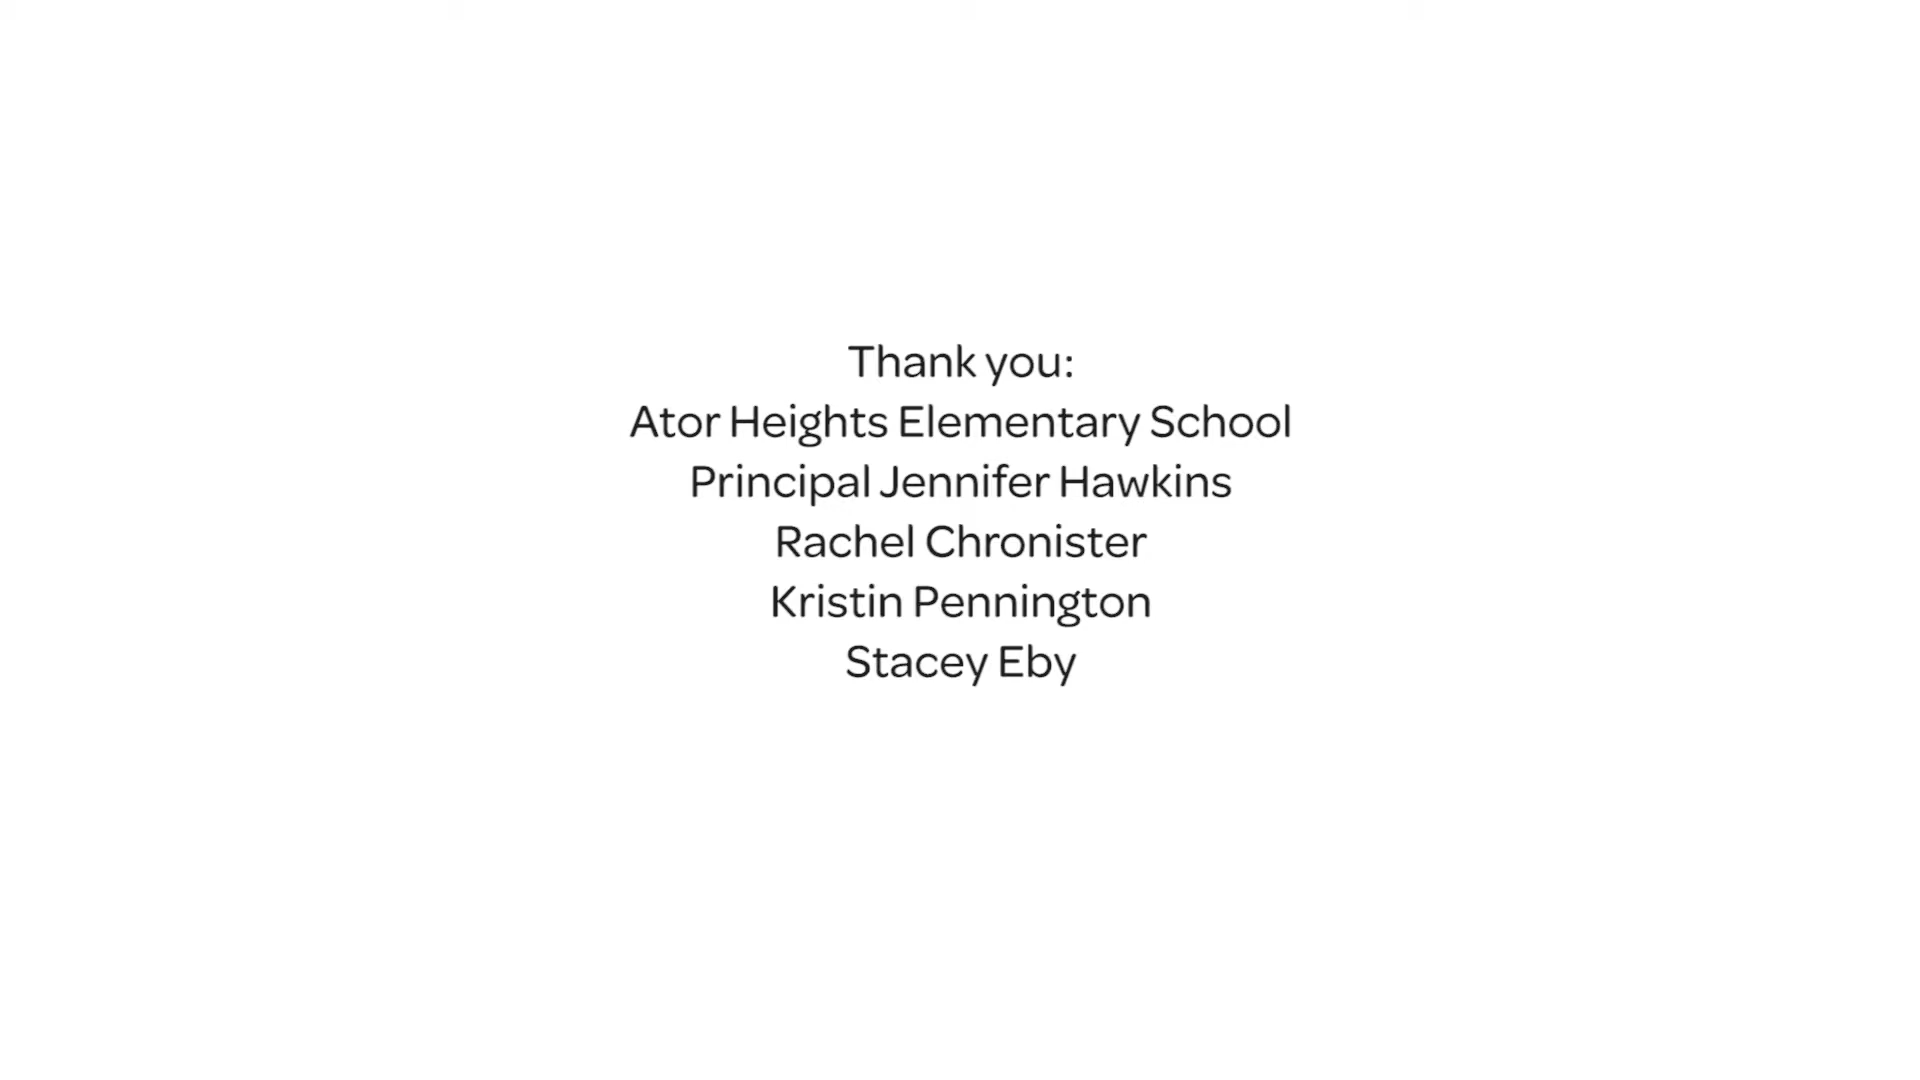 Thank you:
Ator Heights Elementary School
Principal Jennifer Hawkins
Rachel Chronister
Kristin Pennington
Stacey Eby